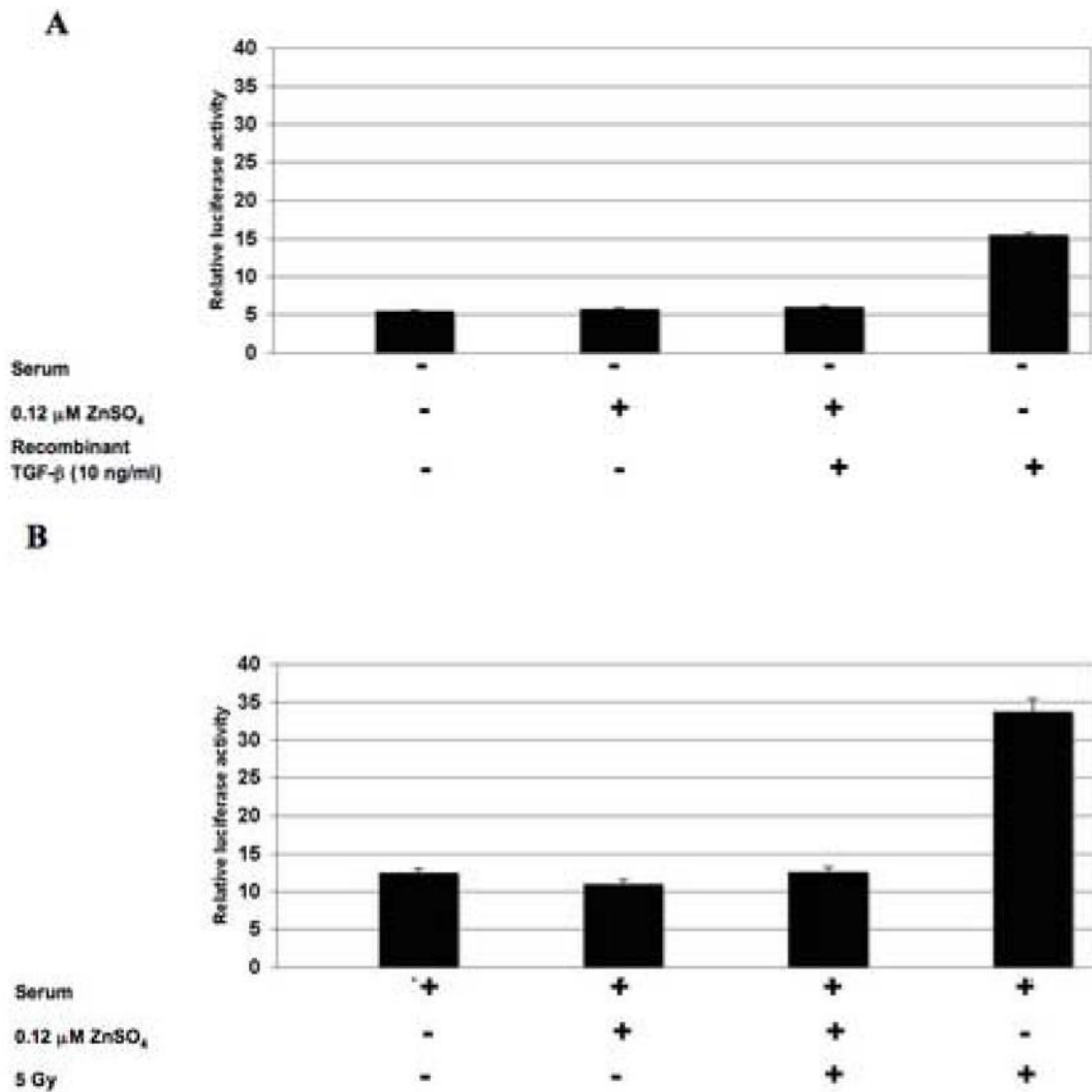 A
40
35
30
25
20
15
10
5
0
Relative luciferase activity
Serum - - - -
0.12 μM ZnSO₄ - + + -
Recombinant
TGF-β (10 ng/ml) - - + +
B
40
35
30
25
20
15
10
5
0
Relative luciferase activity
Serum + + + +
0.12 μM ZnSO₄ - + + -
5 Gy - - + +